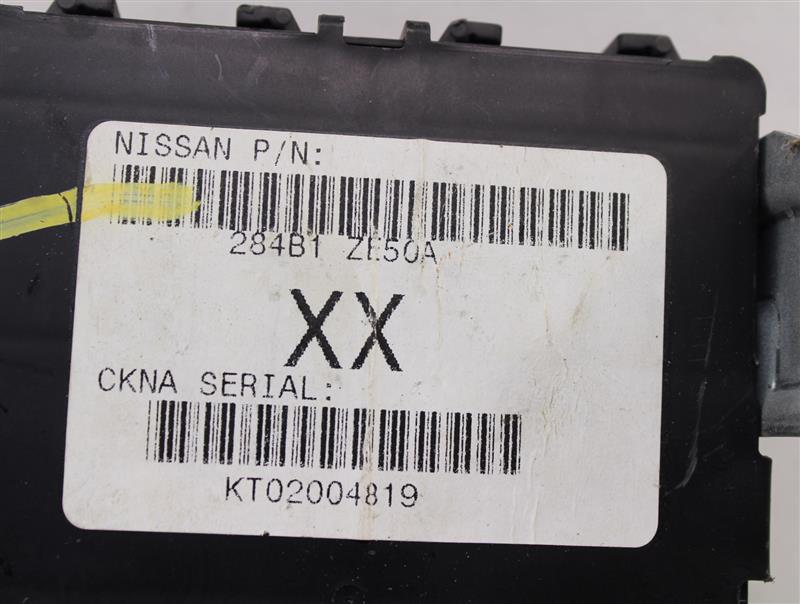 NISSAN P/N:
284B1 ZE50A
XX
CKNA SERIAL:
KT02004819